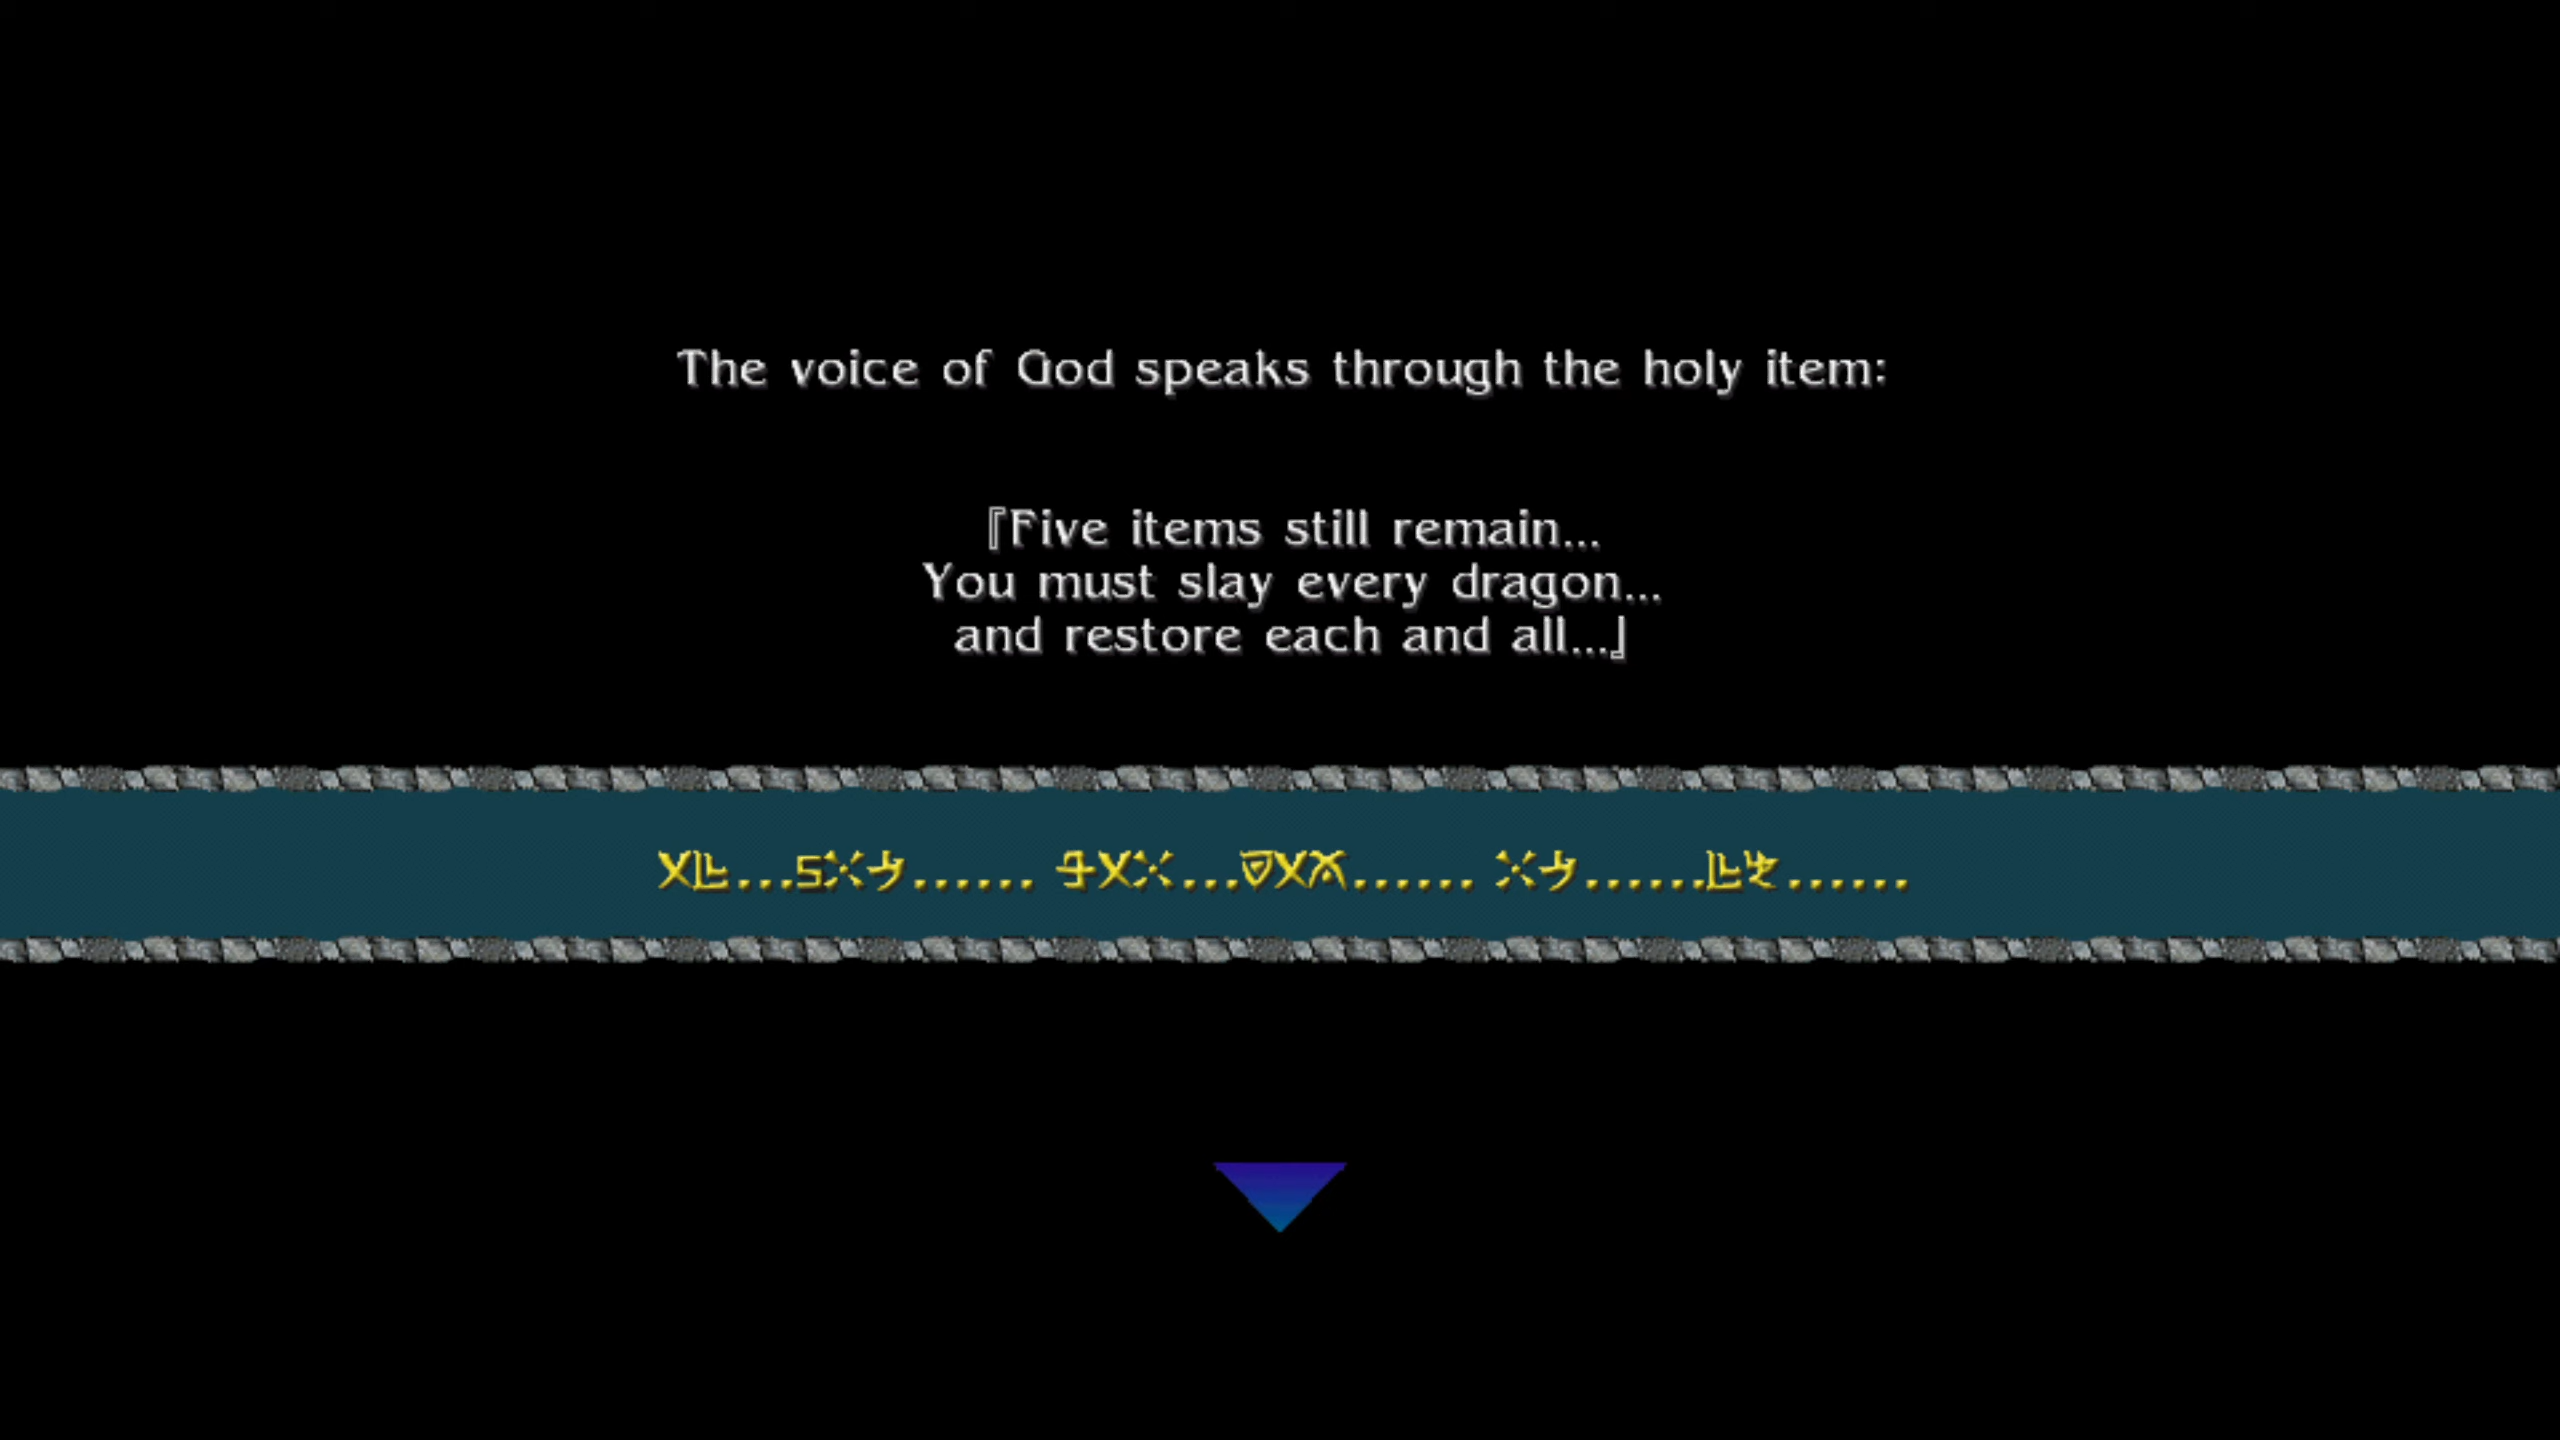 The voice of God speaks through the holy item:
『Five items still remain...
You must slay every dragon...
and restore each and all...』